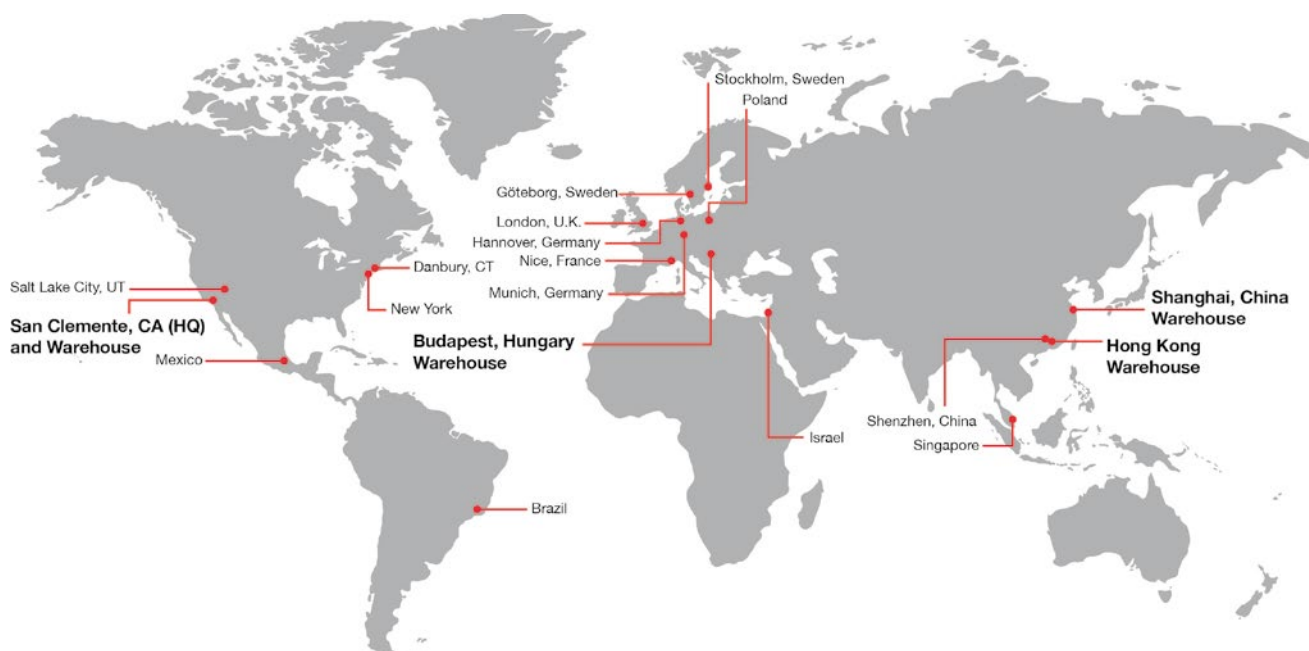 Stockholm, Sweden
Poland
Göteborg, Sweden
London, U.K.
Hannover, Germany
Nice, France
Danbury, CT
Salt Lake City, UT
Munich, Germany
New York
San Clemente, CA (HQ)
and Warehouse
Mexico
Budapest, Hungary
Warehouse
Shanghai, China
Warehouse
Hong Kong
Warehouse
Shenzhen, China
Israel
Singapore
Brazil